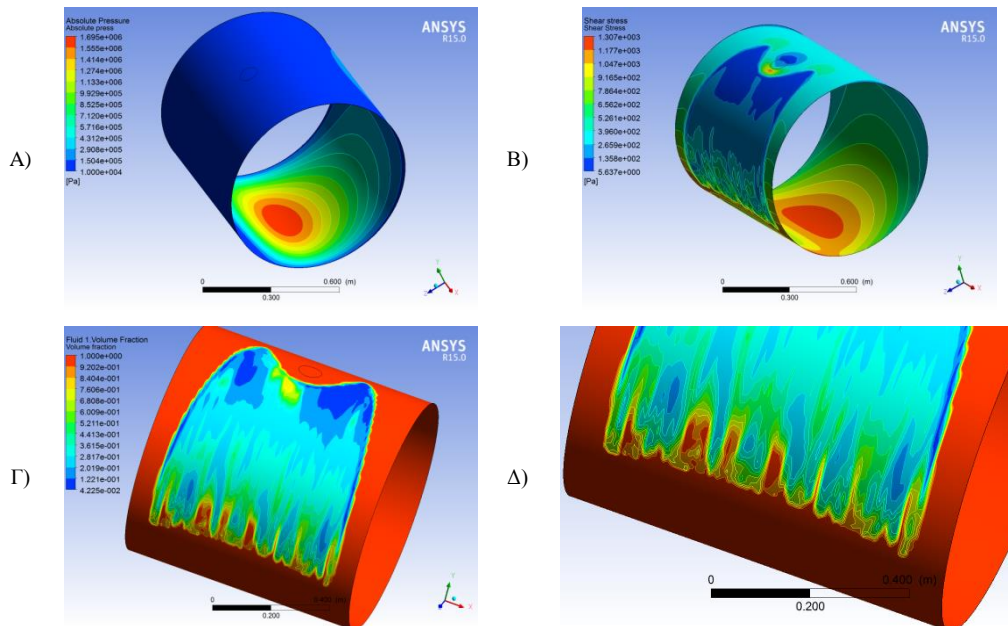 Α)
Absolute Pressure
Absolute press
1.695e+006
1.555e+006
1.414e+006
1.274e+006
1.133e+006
9.929e+005
8.525e+005
7.120e+005
5.716e+005
4.312e+005
2.908e+005
1.504e+005
1.000e+004
[Pa]
ANSYS
R15.0
0
0.600
(m)
0.300
Y
Z
X
Β)
Shear stress
Shear Stress
1.307e+003
1.177e+003
1.047e+003
9.165e+002
7.864e+002
6.562e+002
5.261e+002
3.960e+002
2.659e+002
1.358e+002
5.637e+000
[Pa]
ANSYS
R15.0
0
0.600
(m)
0.300
Y
Z
X
Γ)
Fluid 1.Volume Fraction
Volume fraction
1.000e+000
9.202e-001
8.404e-001
7.606e-001
6.808e-001
6.009e-001
5.211e-001
4.413e-001
3.615e-001
2.817e-001
2.019e-001
1.221e-001
4.225e-002
ANSYS
R15.0
0
0.400 (m)
0.200
Y
X
Δ)
0
0.400 (m)
0.200